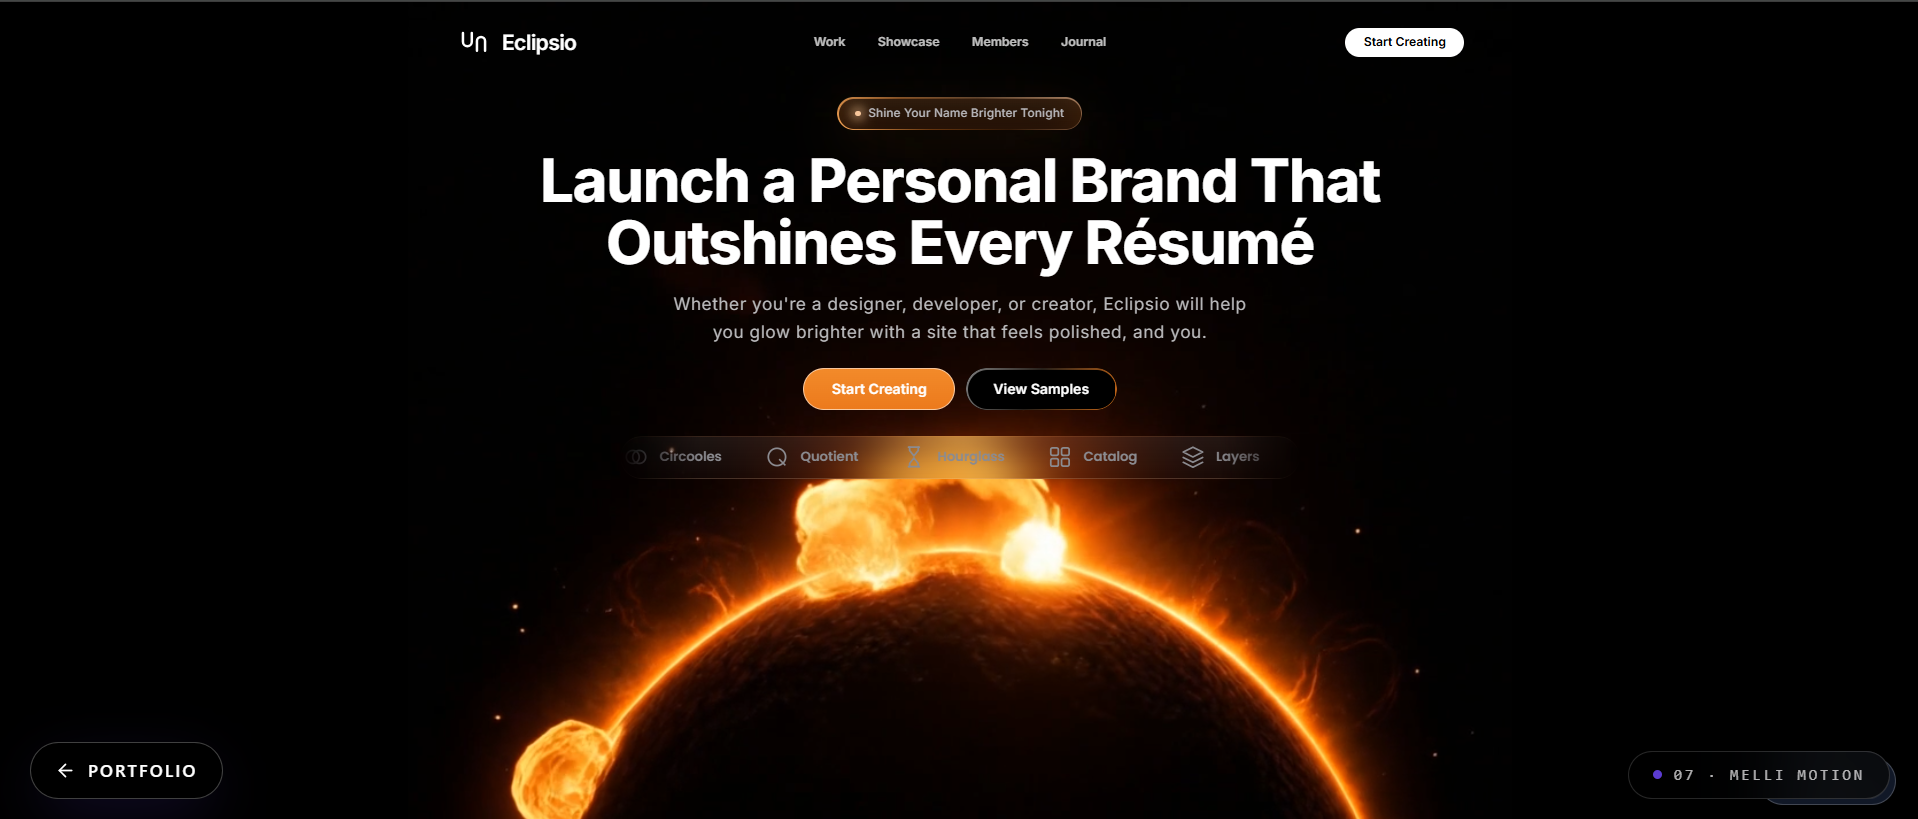 Eclipsio
Work Showcase Members Journal
Start Creating
Shine Your Name Brighter Tonight
Launch a Personal Brand That
Outshines Every Résumé
Whether you're a designer, developer, or creator, Eclipsio will help
you glow brighter with a site that feels polished, and you.
Start Creating View Samples
Circooles Quotient Hourglass Catalog Layers
← PORTFOLIO
07 · MELLI MOTION